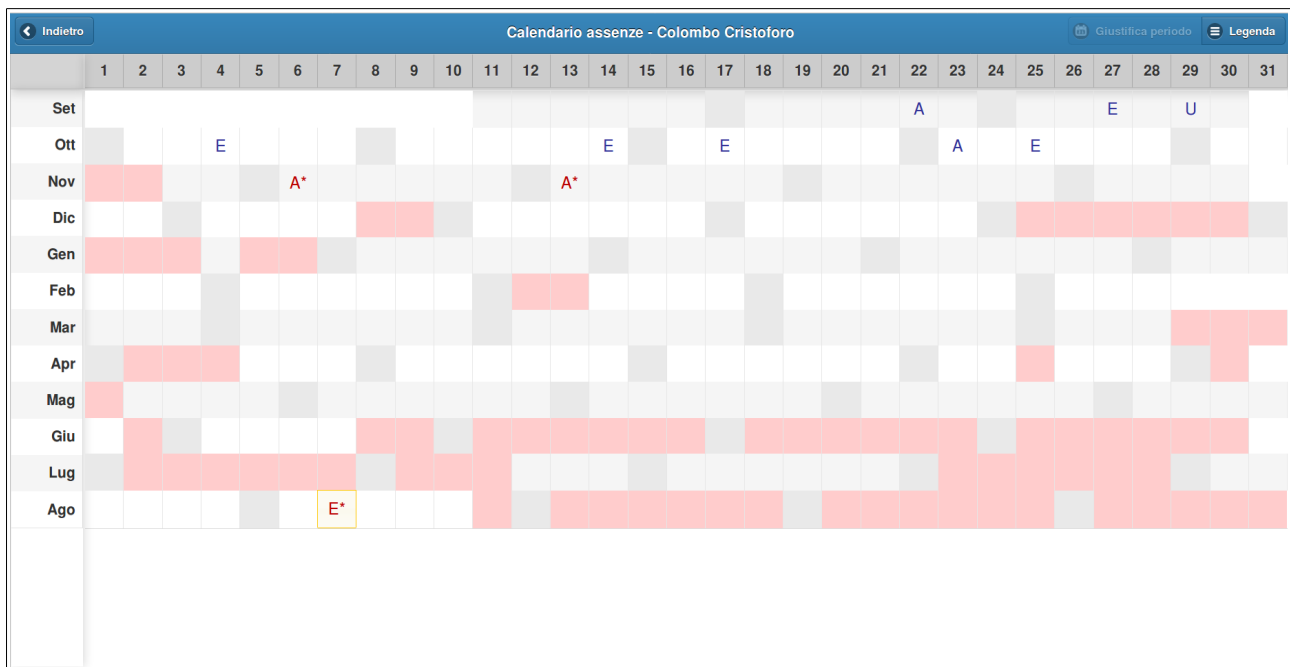 Indietro Calendario assenze - Colombo Cristoforo Giustifica periodo Legenda
1 2 3 4 5 6 7 8 9 10 11 12 13 14 15 16 17 18 19 20 21 22 23 24 25 26 27 28 29 30 31
Set A E U
Ott E E E A E
Nov A* A*
Dic
Gen
Feb
Mar
Apr
Mag
Giu
Lug
Ago E*